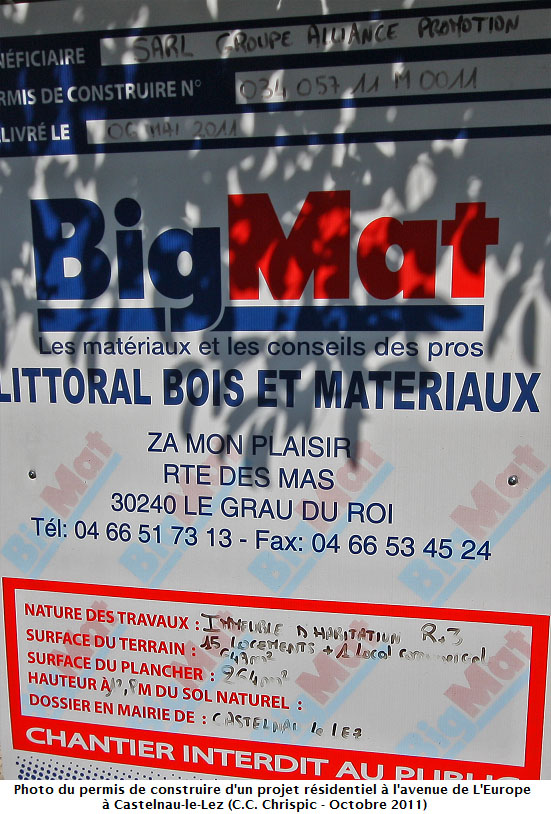 NÉFICIAIRE SARL GROUPE ALLIANCE PROMOTION
RMIS DE CONSTRUIRE N° 034 057 11 M 0011
LIVRÉ LE 06 MAI 2011
BigMat
Les matériaux et les conseils des pros
LITTORAL BOIS ET MATERIAUX
ZA MON PLAISIR
RTE DES MAS
30240 LE GRAU DU ROI
Tél: 04 66 51 73 13 - Fax: 04 66 53 45 24
NATURE DES TRAVAUX : IMMEUBLE D'HABITATION R+3
15 LOGEMENTS + 1 local commercial
SURFACE DU TERRAIN : 649m²
SURFACE DU PLANCHER : 964m²
HAUTEUR À 12,8 M DU SOL NATUREL :
DOSSIER EN MAIRIE DE : CASTELNAU le LEZ
CHANTIER INTERDIT AU PUBLIC
Photo du permis de construire d'un projet résidentiel à l'avenue de L'Europe
à Castelnau-le-Lez (C.C. Chrispic - Octobre 2011)